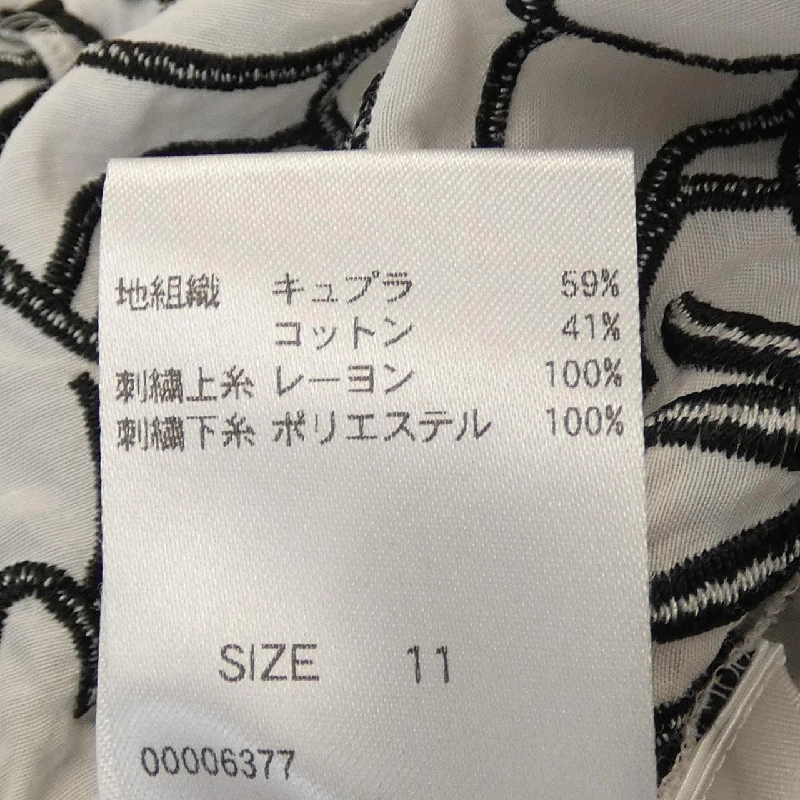 地組織 キュプラ 59%
コットン 41%
刺繍上糸 レーヨン 100%
刺繍下糸 ポリエステル 100%
SIZE 11
00006377